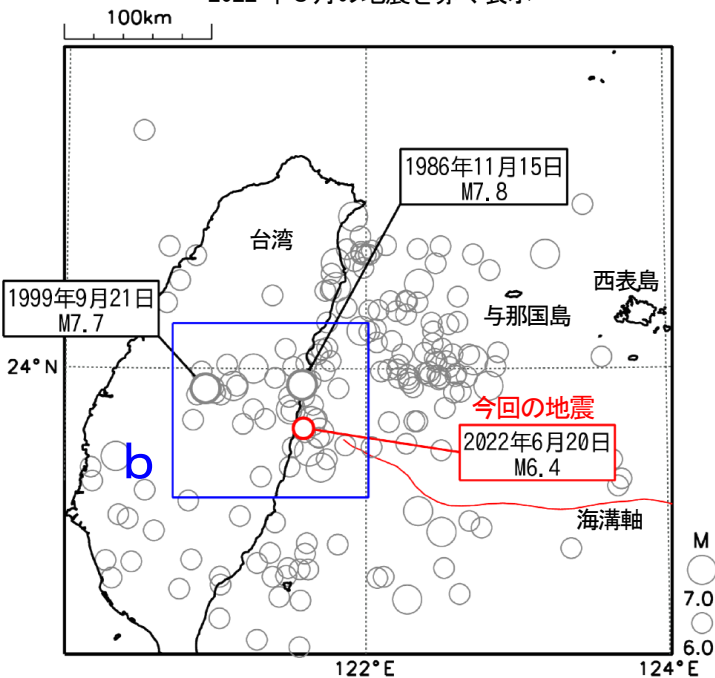 100km
1986年11月15日
M7.8
台湾
西表島
1999年9月21日
M7.7
与那国島
24°N
今回の地震
2022年6月20日
M6.4
b
海溝軸
M
7.0
6.0
122°E
124°E